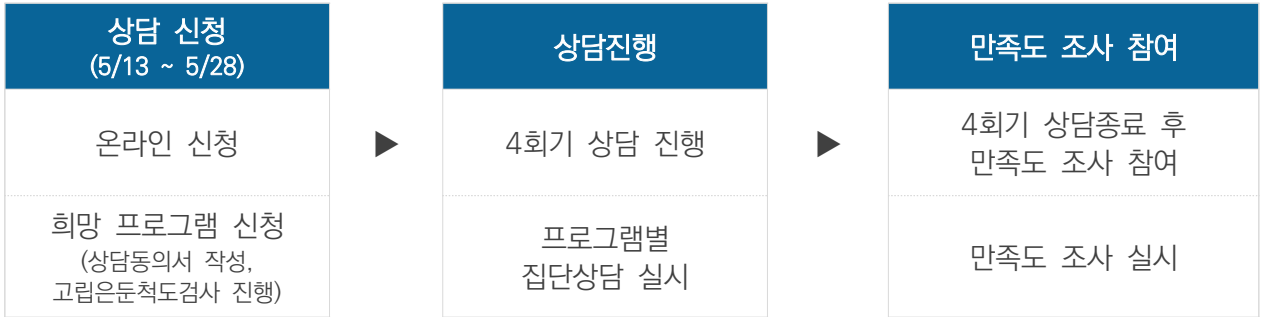 상담 신청
(5/13 ~ 5/28)
온라인 신청
희망 프로그램 신청
(상담동의서 작성,
고립은둔척도검사 진행)
▶
상담진행
4회기 상담 진행
프로그램별
집단상담 실시
▶
만족도 조사 참여
4회기 상담종료 후
만족도 조사 참여
만족도 조사 실시